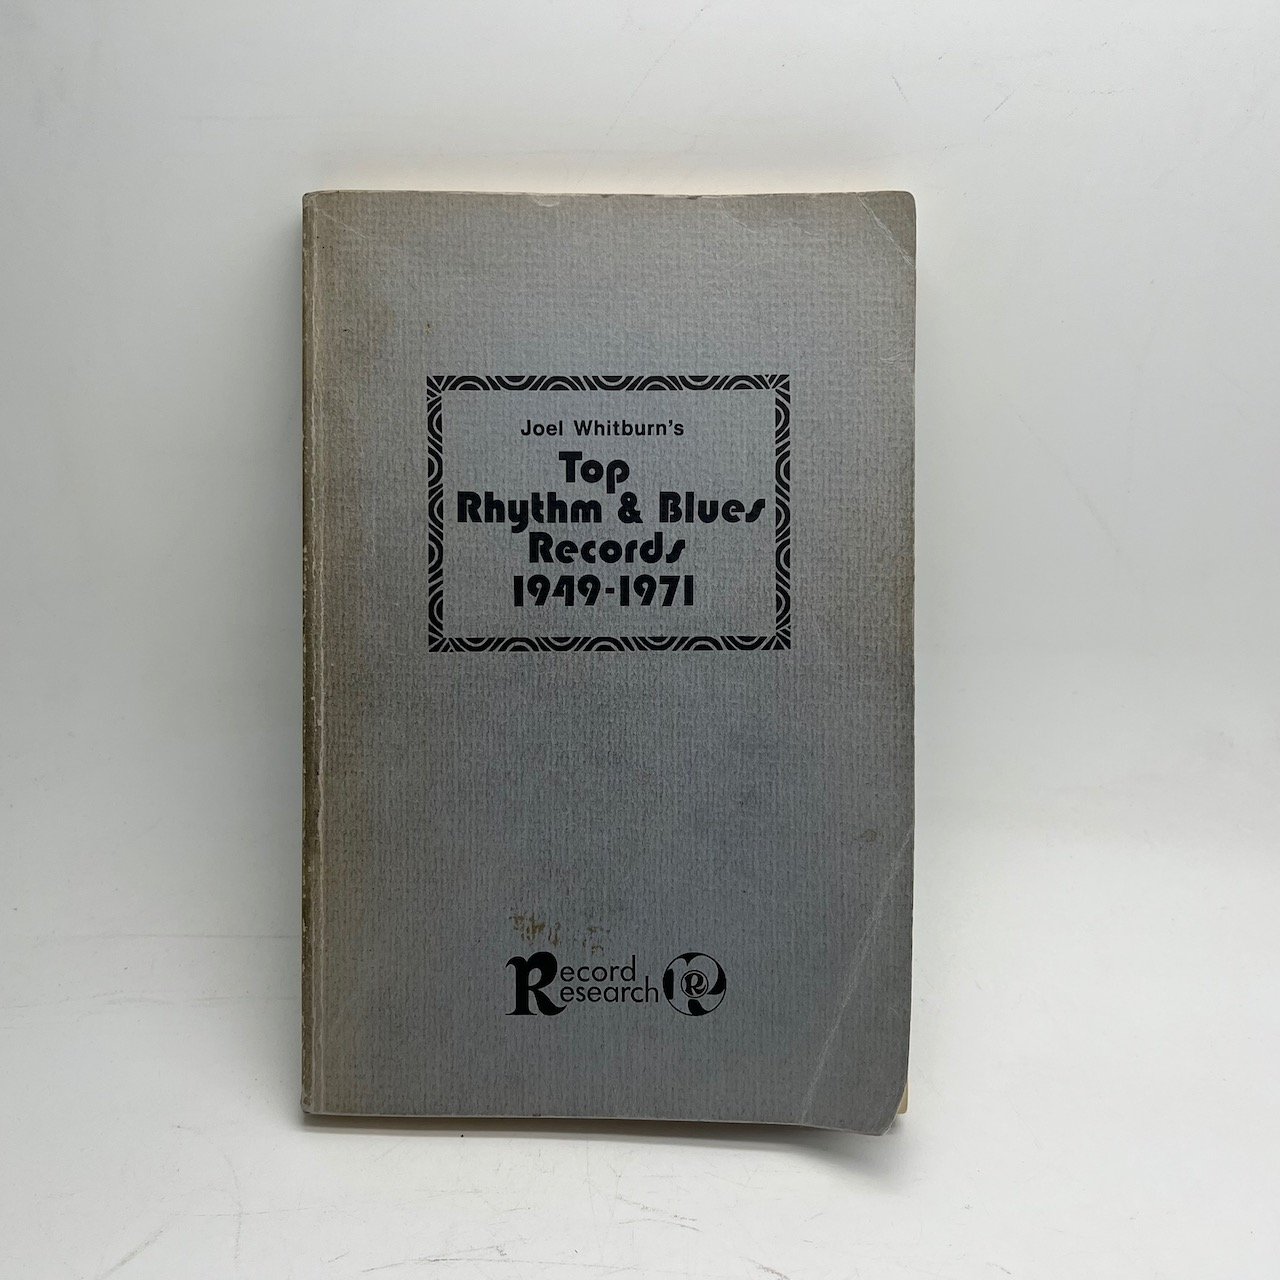 Joel Whitburn's
Top
Rhythm & Blues
Records
1949-1971
Record
Research
R